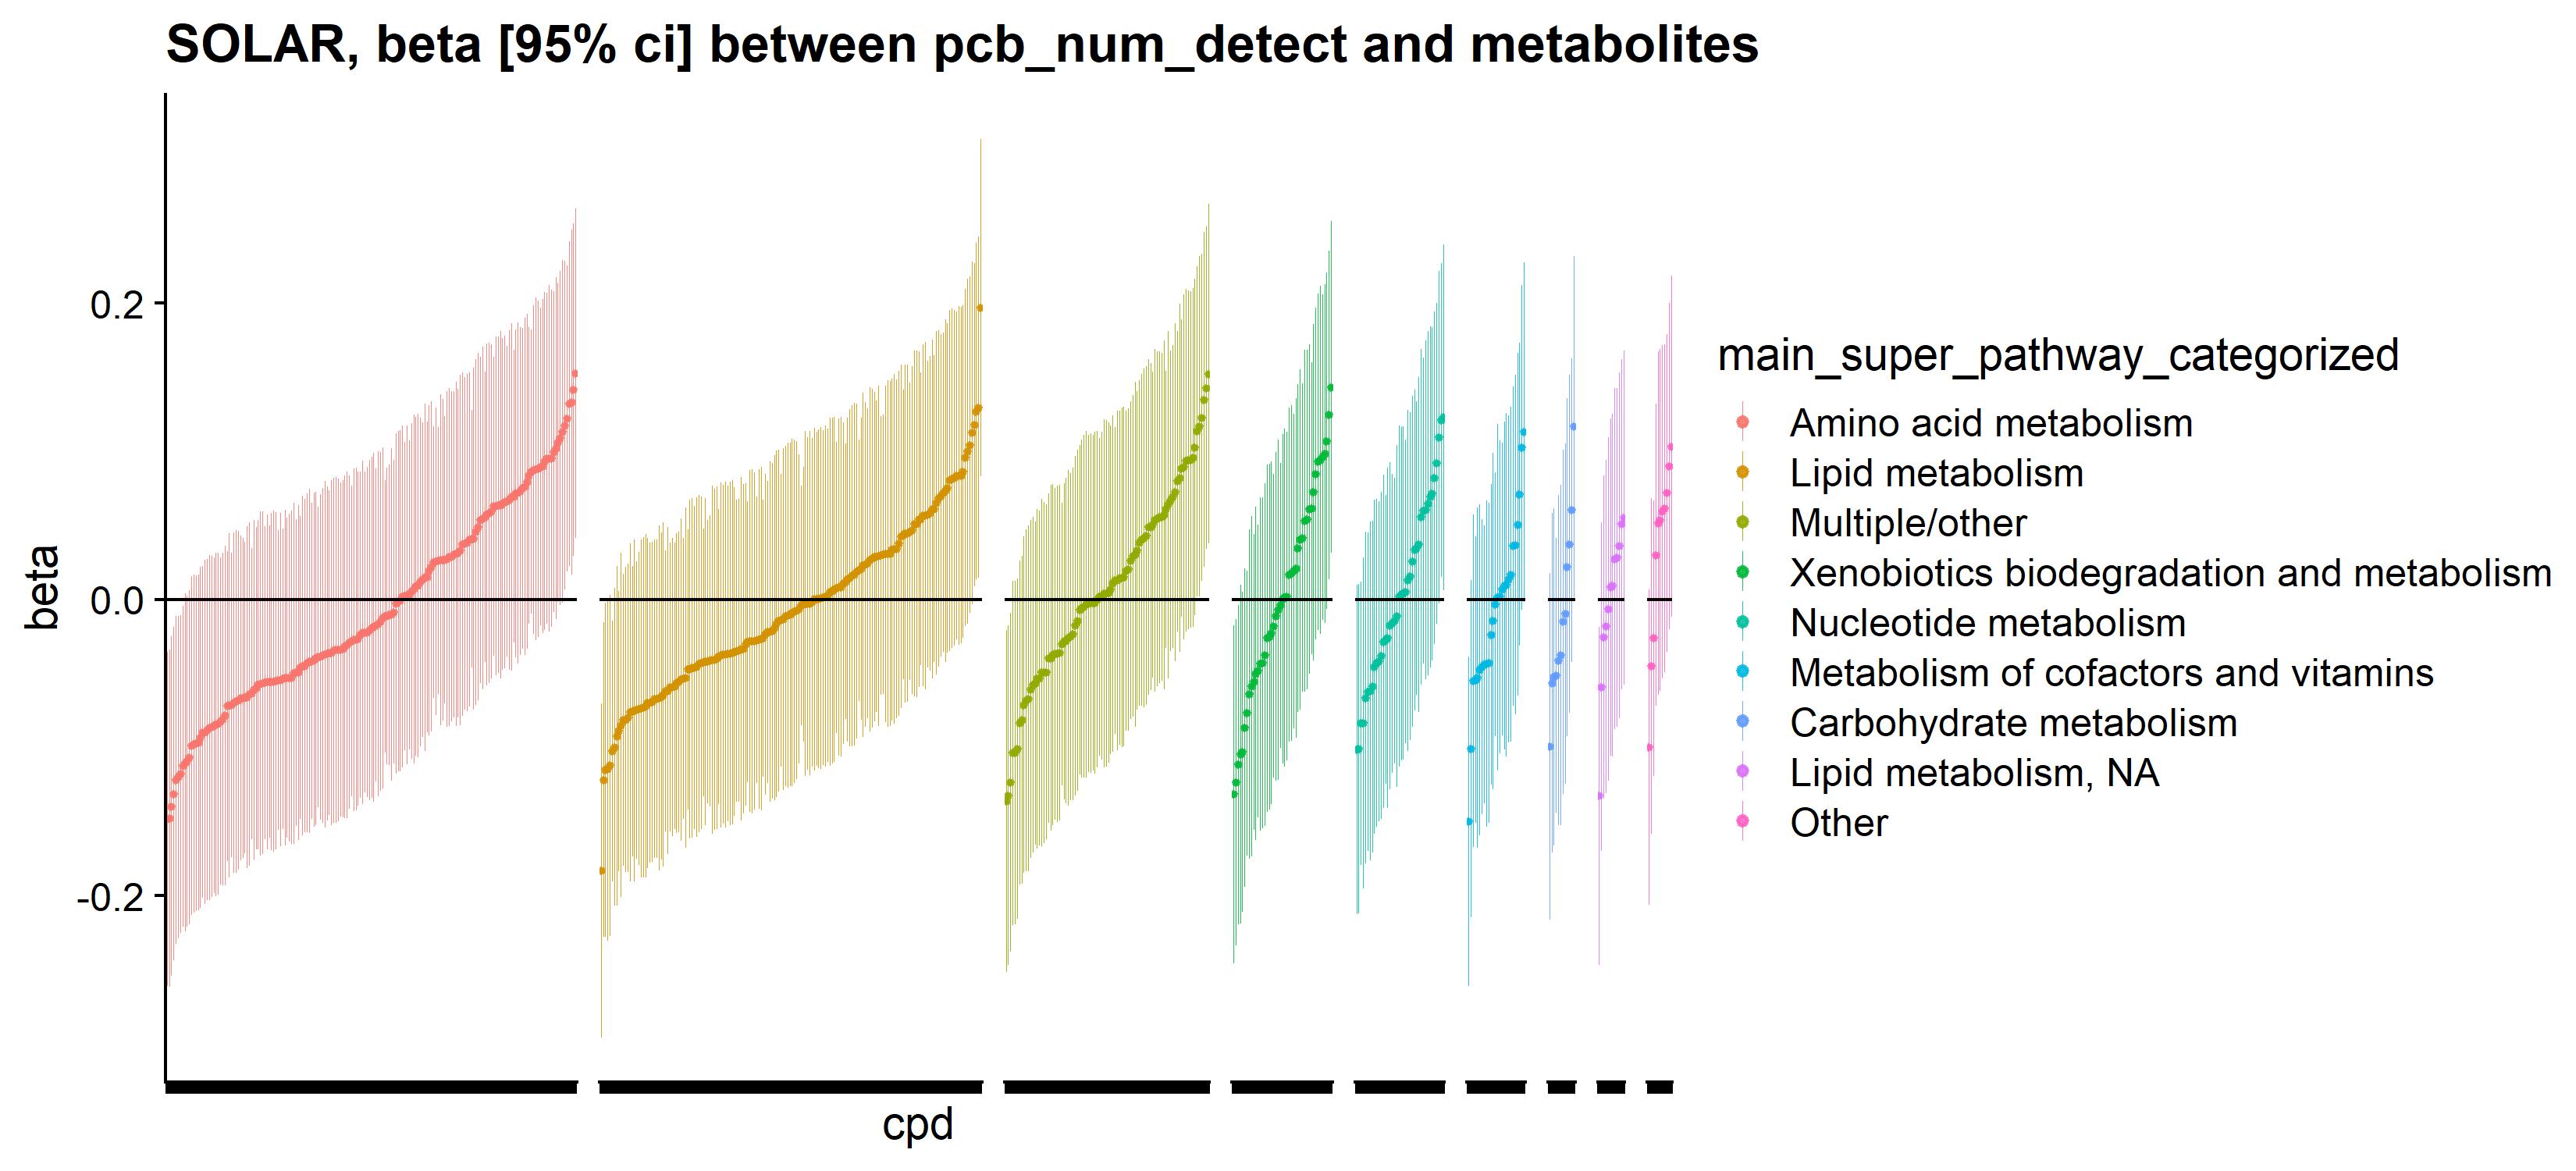 SOLAR, beta [95% ci] between pcb_num_detect and metabolites
0.2
0.0
-0.2
beta
cpd
main_super_pathway_categorized
Amino acid metabolism
Lipid metabolism
Multiple/other
Xenobiotics biodegradation and metabolism
Nucleotide metabolism
Metabolism of cofactors and vitamins
Carbohydrate metabolism
Lipid metabolism, NA
Other